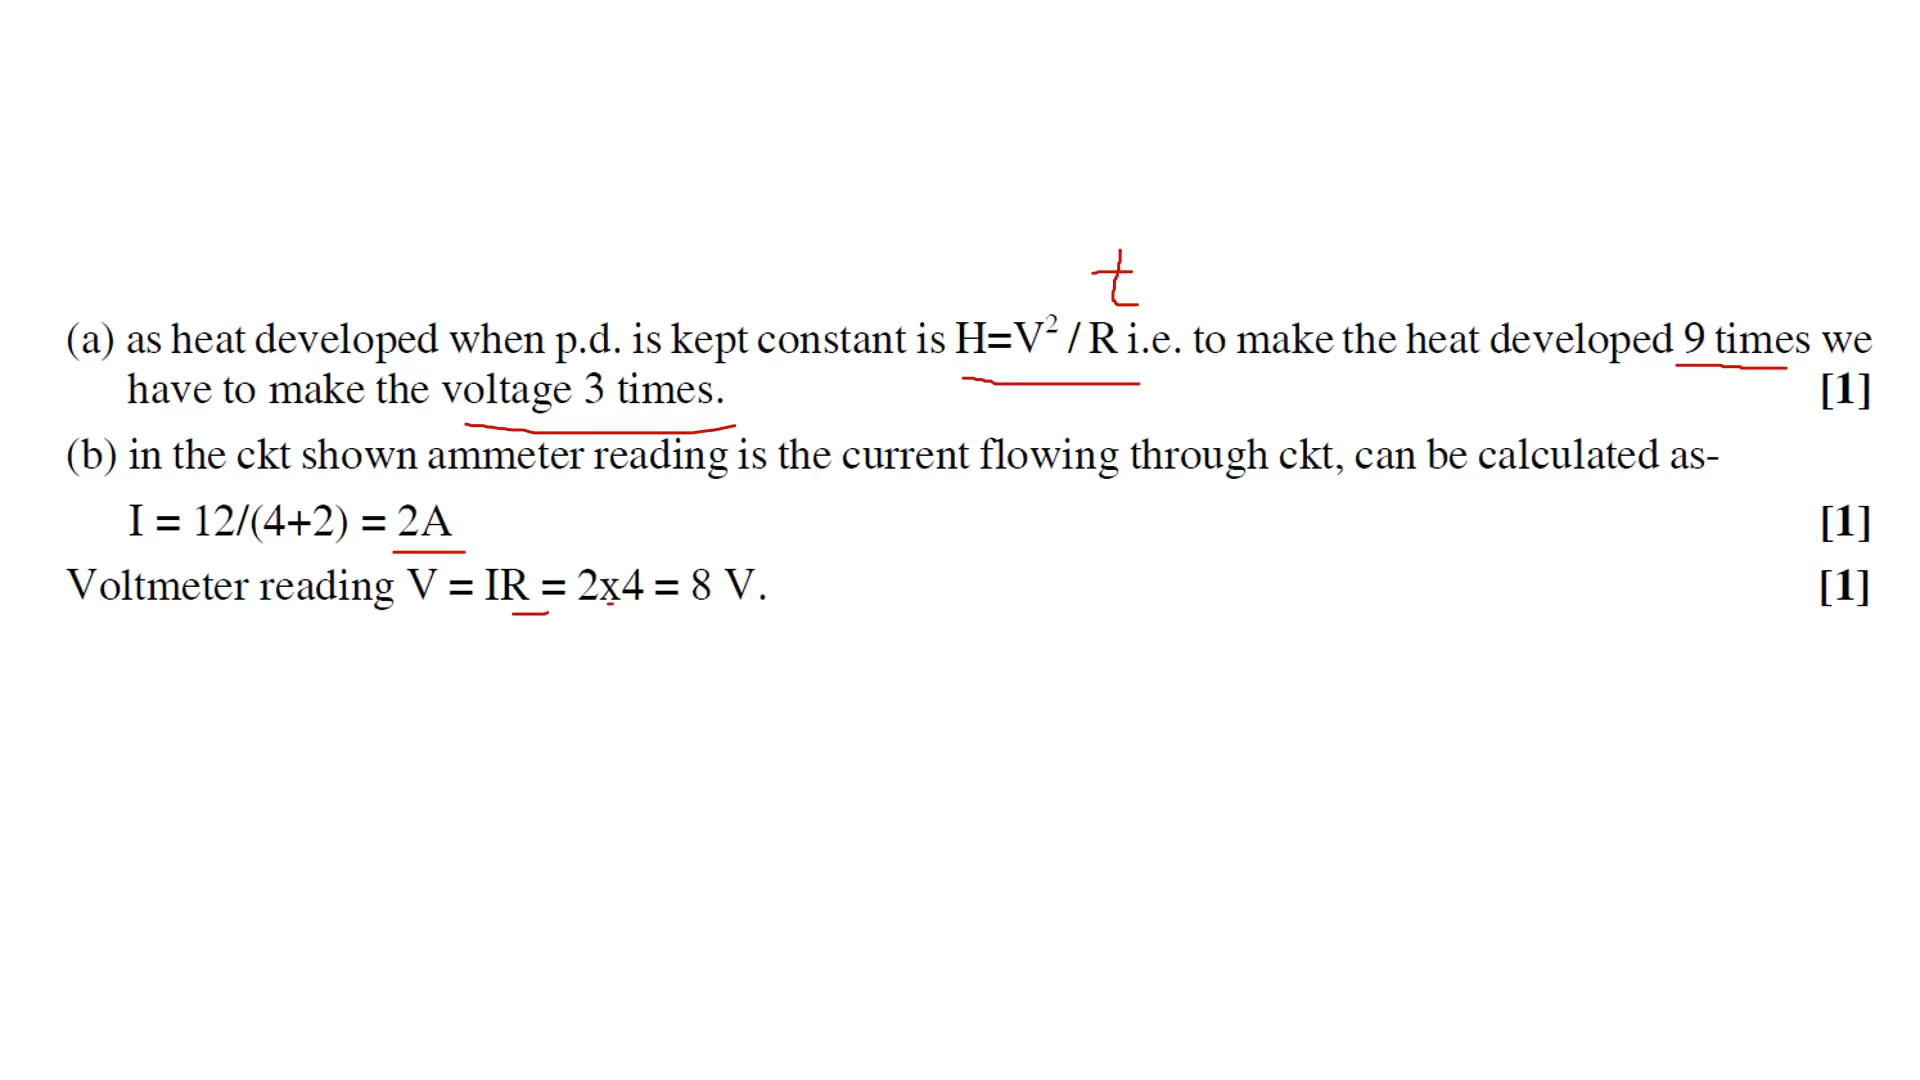 t
(a) as heat developed when p.d. is kept constant is H=V² / R i.e. to make the heat developed 9 times we
have to make the voltage 3 times. [1]
(b) in the ckt shown ammeter reading is the current flowing through ckt, can be calculated as-
I = 12/(4+2) = 2A [1]
Voltmeter reading V = IR = 2x4 = 8 V. [1]